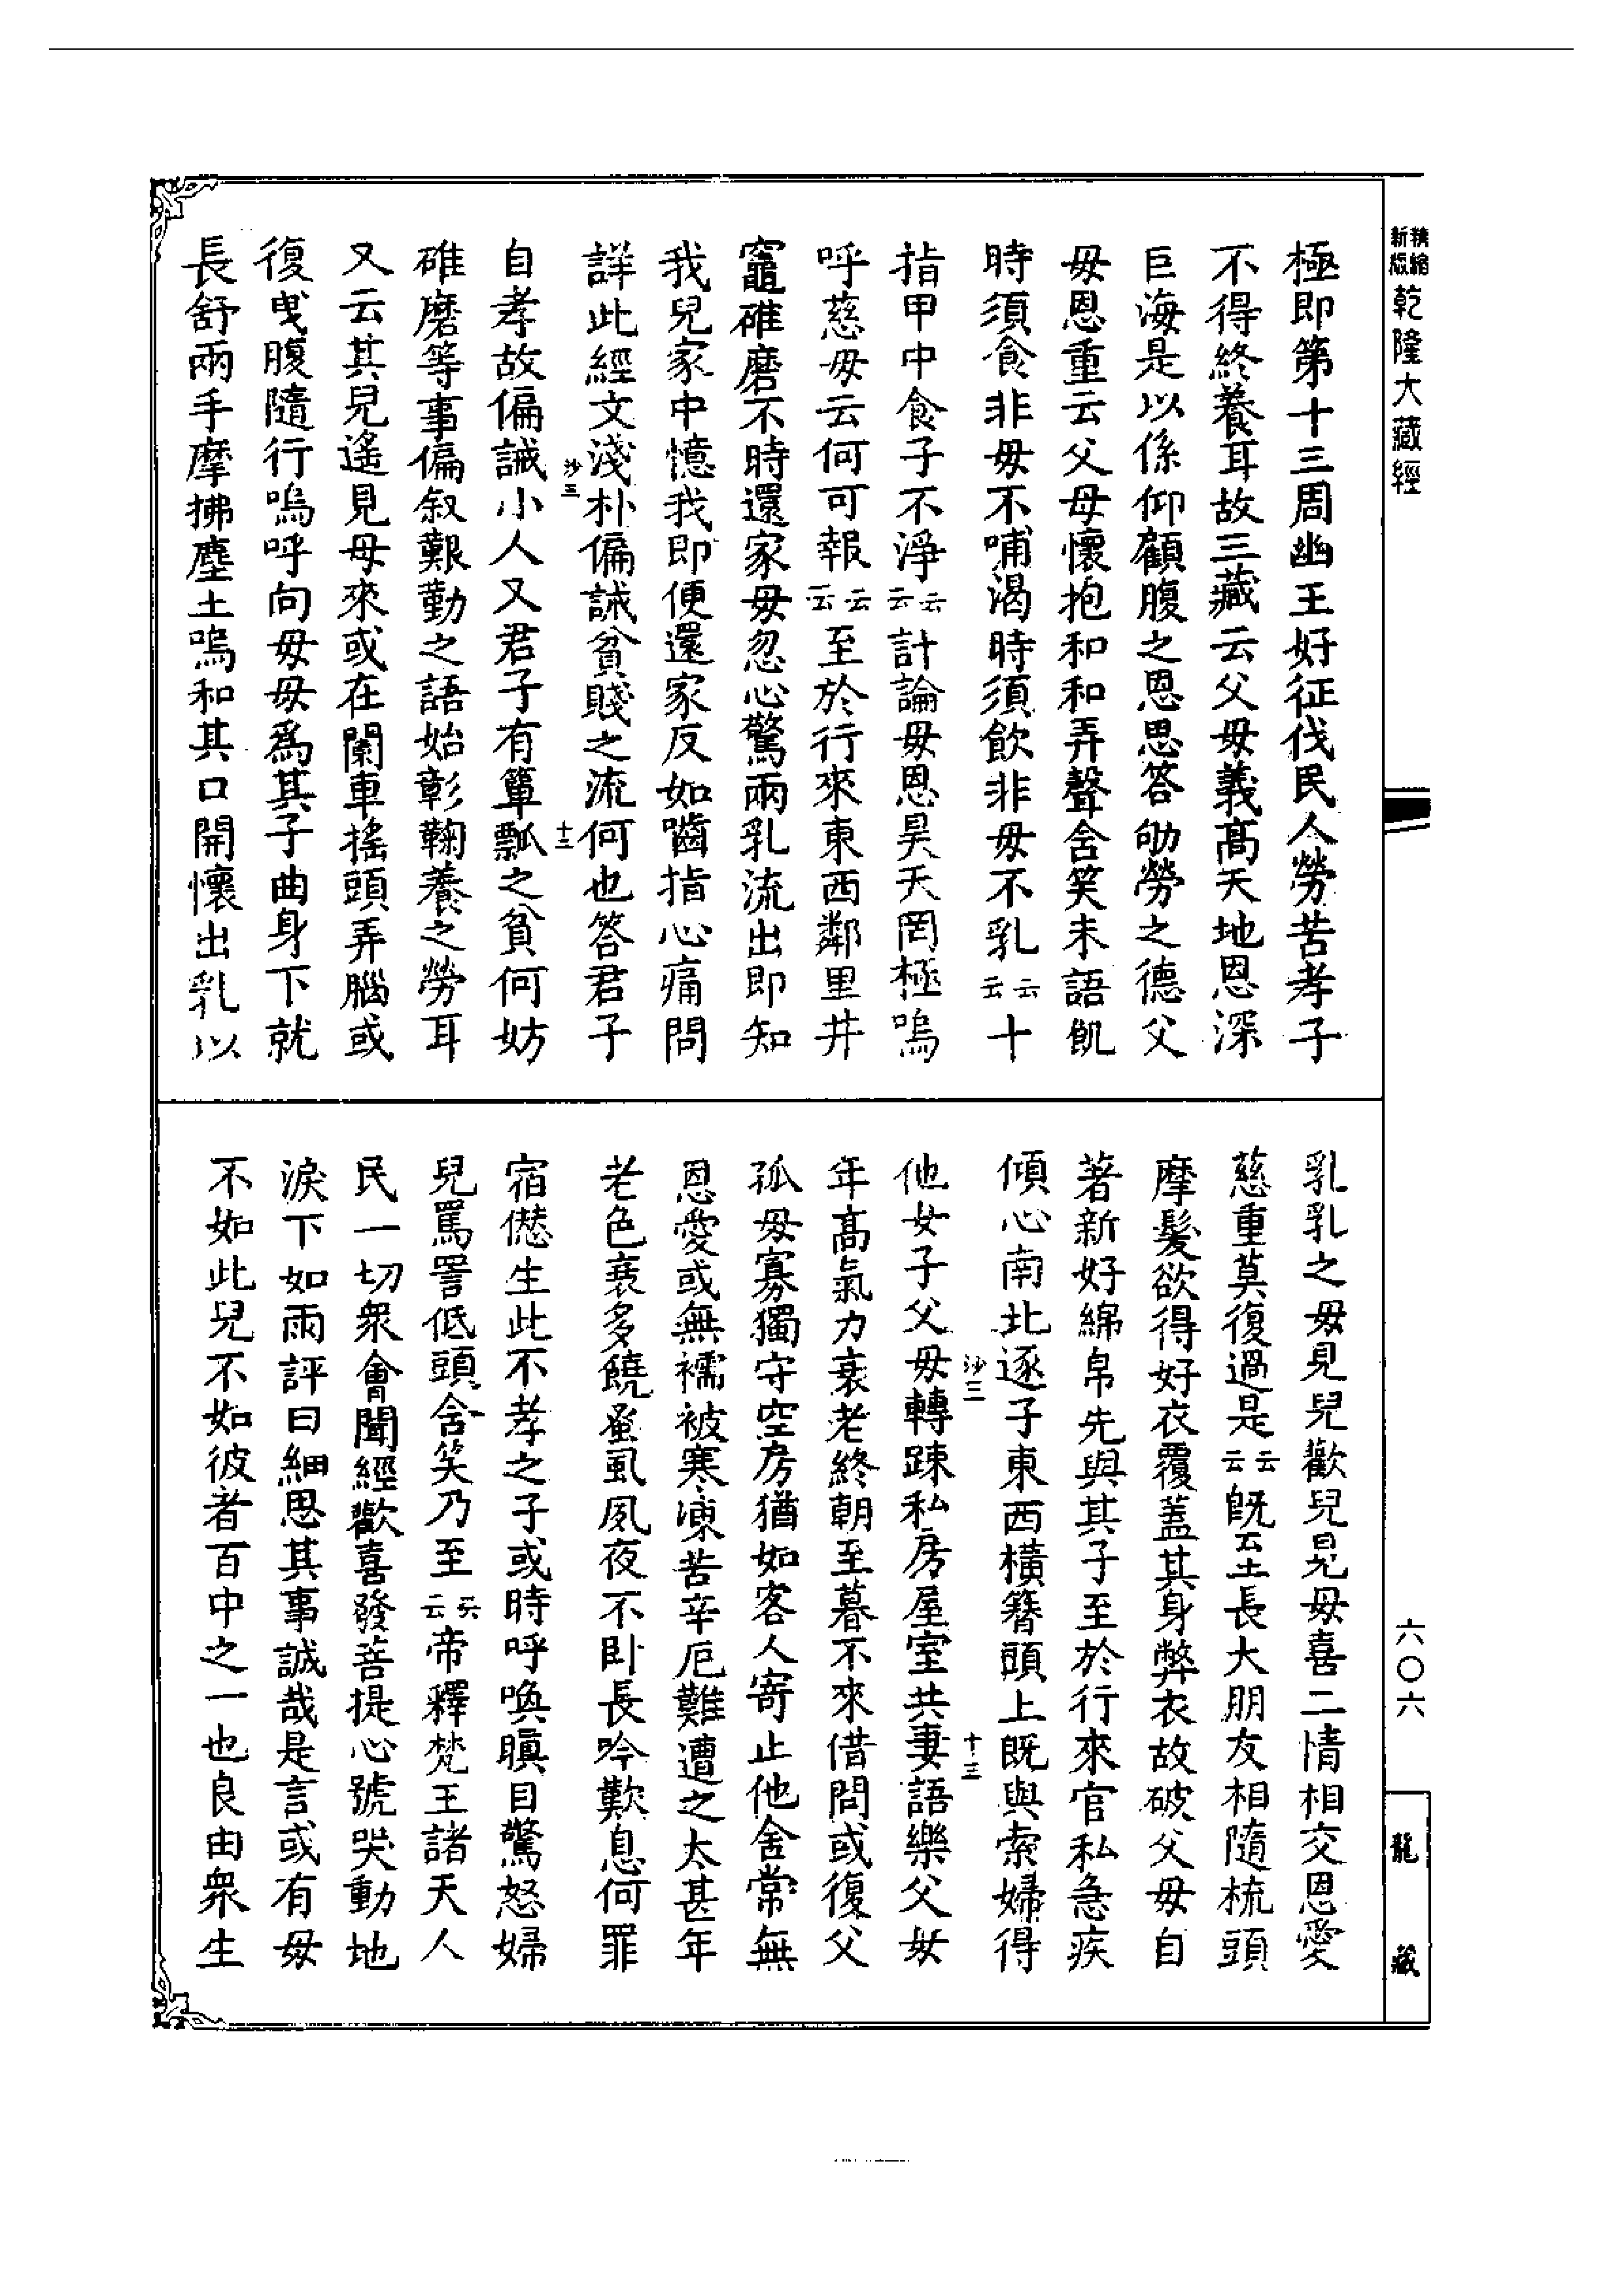 精縮新版乾隆大藏經
極即第十三周幽王好征伐民人勞苦孝子
不得終養耳故三藏云父母義高天地恩深
巨海是以係仰顧腹之恩思答劬勞之德父
母恩重云父母懷抱和和弄聲含笑未語飢
時須食非母不哺渴時須飲非母不乳云云十
指甲中食子不淨云云計論母恩昊天罔極嗚
呼慈母云何可報云云至於行來東西鄰里井
竈碓磨不時還家母忽心驚兩乳流出即知
我兒家中憶我即便還家反如嚙指心痛問
詳此經文淺朴偏誡貧賤之流何也答君子
沙三
十三
自孝故偏誡小人又君子有簞瓢之貧何妨
碓磨等事偏叙艱勤之語始彰鞠養之勞耳
又云其兒遙見母來或在闌車搖頭弄腦或
復曳腹隨行嗚呼向母母為其子曲身下就
長舒兩手摩拂塵土嗚和其口開懷出乳以
乳乳之母見兒歡兒見母喜二情相交恩愛
慈重莫復過是云云既至長大朋友相隨梳頭
摩髮欲得好衣覆蓋其身弊衣故破父母自
著新好綿帛先與其子至於行來官私急疾
傾心南北逐子東西橫簪頭上既與索婦得
沙三
十三
他女子父母轉踈私房屋室共妻語樂父母
年高氣力衰老終朝至暮不來借問或復父
孤母寡獨守空房猶如客人寄止他舍常無
恩愛或無襦被寒凍苦辛厄難遭之太甚年
老色衰多饒蚤虱夙夜不卧長吟歎息何罪
宿愆生此不孝之子或時呼喚瞋目驚怒婦
兒罵詈低頭含笑乃至云云帝釋梵王諸天人
民一切眾會聞經歡喜發菩提心號哭動地
淚下如雨評曰細思其事誠哉是言或有母
不如此兒不如彼者百中之一也良由眾生
六〇六
龍藏